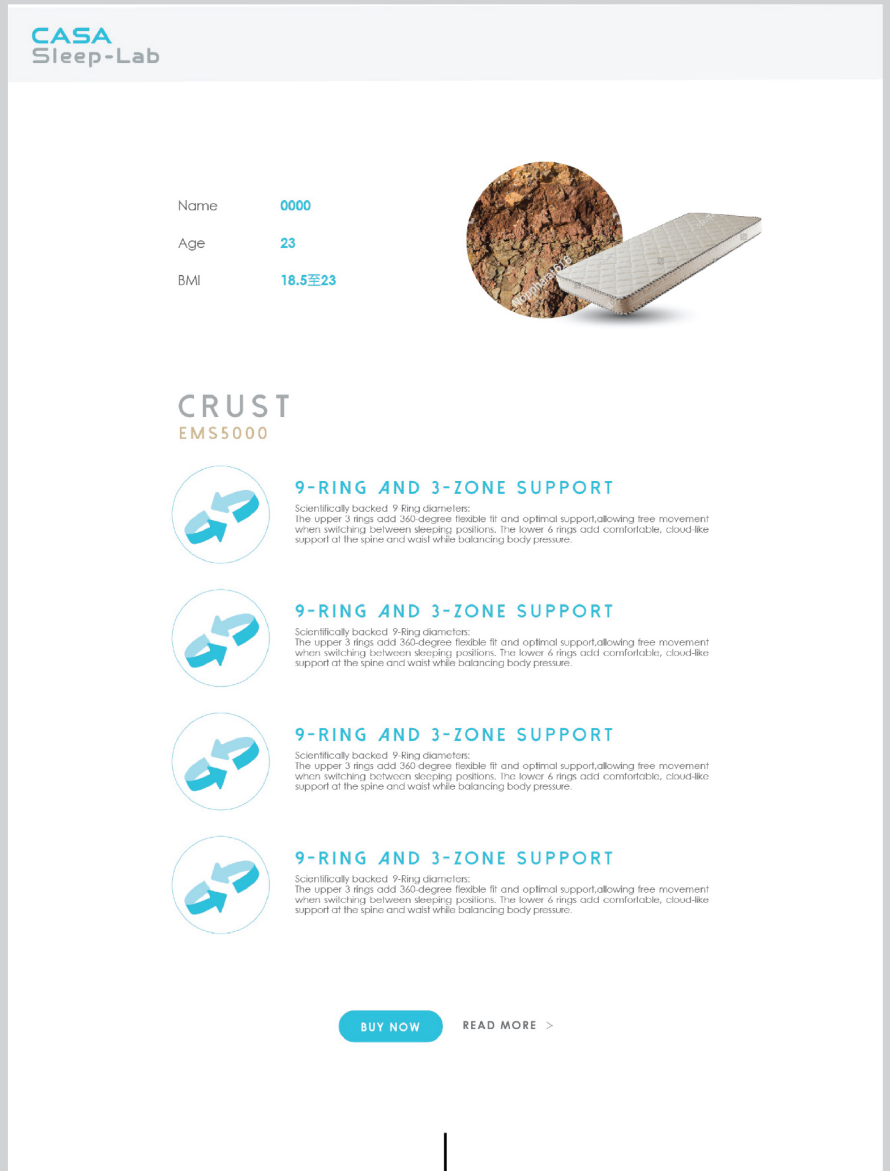 CASA
Sleep-Lab
Name 0000
Age 23
BMI 18.5至23
Noppharat616
CRUST
EMS5000
9-RING AND 3-ZONE SUPPORT
Scientifically backed 9 Ring diameters:
The upper 3 rings add 360-degree flexible fit and optimal support,allowing free movement
when switching between sleeping positions. The lower 6 rings add comfortable, cloud-like
support at the spine and waist while balancing body pressure.
9-RING AND 3-ZONE SUPPORT
Scientifically backed 9-Ring diameters:
The upper 3 rings add 360-degree flexible fit and optimal support,allowing free movement
when switching between sleeping positions. The lower 6 rings add comfortable, cloud-like
support at the spine and waist while balancing body pressure.
9-RING AND 3-ZONE SUPPORT
Scientifically backed 9-Ring diameters:
The upper 3 rings add 360-degree flexible fit and optimal support,allowing free movement
when switching between sleeping positions. The lower 6 rings add comfortable, cloud-like
support at the spine and waist while balancing body pressure.
9-RING AND 3-ZONE SUPPORT
Scientifically backed 9-Ring diameters:
The upper 3 rings add 360-degree flexible fit and optimal support,allowing free movement
when switching between sleeping positions. The lower 6 rings add comfortable, cloud-like
support at the spine and waist while balancing body pressure.
BUY NOW READ MORE >